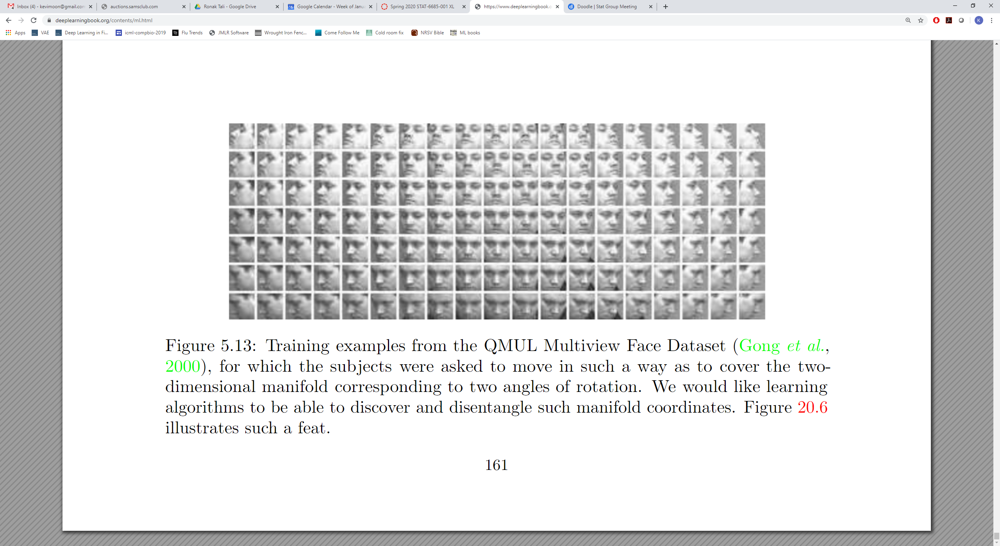 Inbox (4) - kevimoon@gmail.com
auctions.samsclub.com
Ronak Tali - Google Drive
Google Calendar - Week of Janua
Spring 2020 STAT-6685-001 XL
https://www.deeplearningbook.o
Doodle | Stat Group Meeting
deeplearningbook.org/contents/ml.html
K
Apps
VAE
Deep Learning in Fi...
icml-compbio-2019
Flu Trends
JMLR Software
Wrought Iron Fenc...
Come Follow Me
Cold room fix
NRSV Bible
ML books
Figure 5.13: Training examples from the QMUL Multiview Face Dataset (Gong et al.,
2000), for which the subjects were asked to move in such a way as to cover the two-
dimensional manifold corresponding to two angles of rotation. We would like learning
algorithms to be able to discover and disentangle such manifold coordinates. Figure 20.6
illustrates such a feat.
161